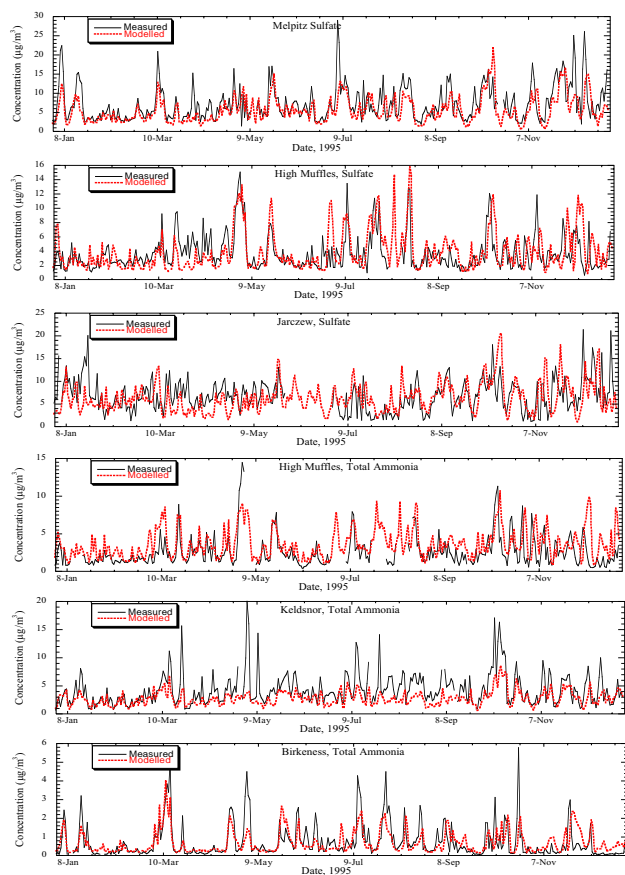 Melpitz Sulfate
Measured
Modelled
Concentration (µg/m³)
30
25
20
15
10
5
0
8-Jan 10-Mar 9-May 9-Jul 8-Sep 7-Nov
Date, 1995
High Muffles, Sulfate
Measured
Modelled
Concentration (µg/m³)
16
14
12
10
8
6
4
2
0
8-Jan 10-Mar 9-May 9-Jul 8-Sep 7-Nov
Date, 1995
Jarczew, Sulfate
Measured
Modelled
Concentration (µg/m³)
25
20
15
10
5
0
8-Jan 10-Mar 9-May 9-Jul 8-Sep 7-Nov
Date, 1995
High Muffles, Total Ammonia
Measured
Modelled
Concentration (µg/m³)
15
10
5
0
8-Jan 10-Mar 9-May 9-Jul 8-Sep 7-Nov
Date, 1995
Keldsnor, Total Ammonia
Measured
Modelled
Concentration (µg/m³)
20
15
10
5
0
8-Jan 10-Mar 9-May 9-Jul 8-Sep 7-Nov
Date, 1995
Birkeness, Total Ammonia
Measured
Modelled
Concentration (µg/m³)
6
5
4
3
2
1
0
8-Jan 10-Mar 9-May 9-Jul 8-Sep 7-Nov
Date, 1995